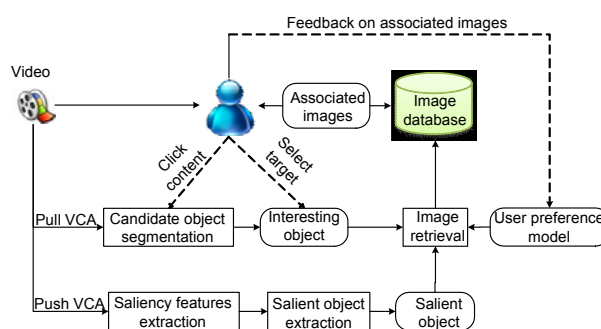 Feedback on associated images
Video
Associated
images
Image
database
Click
content
Select
target
Pull VCA
Candidate object
segmentation
Interesting
object
Image
retrieval
User preference
model
Push VCA
Saliency features
extraction
Salient object
extraction
Salient
object